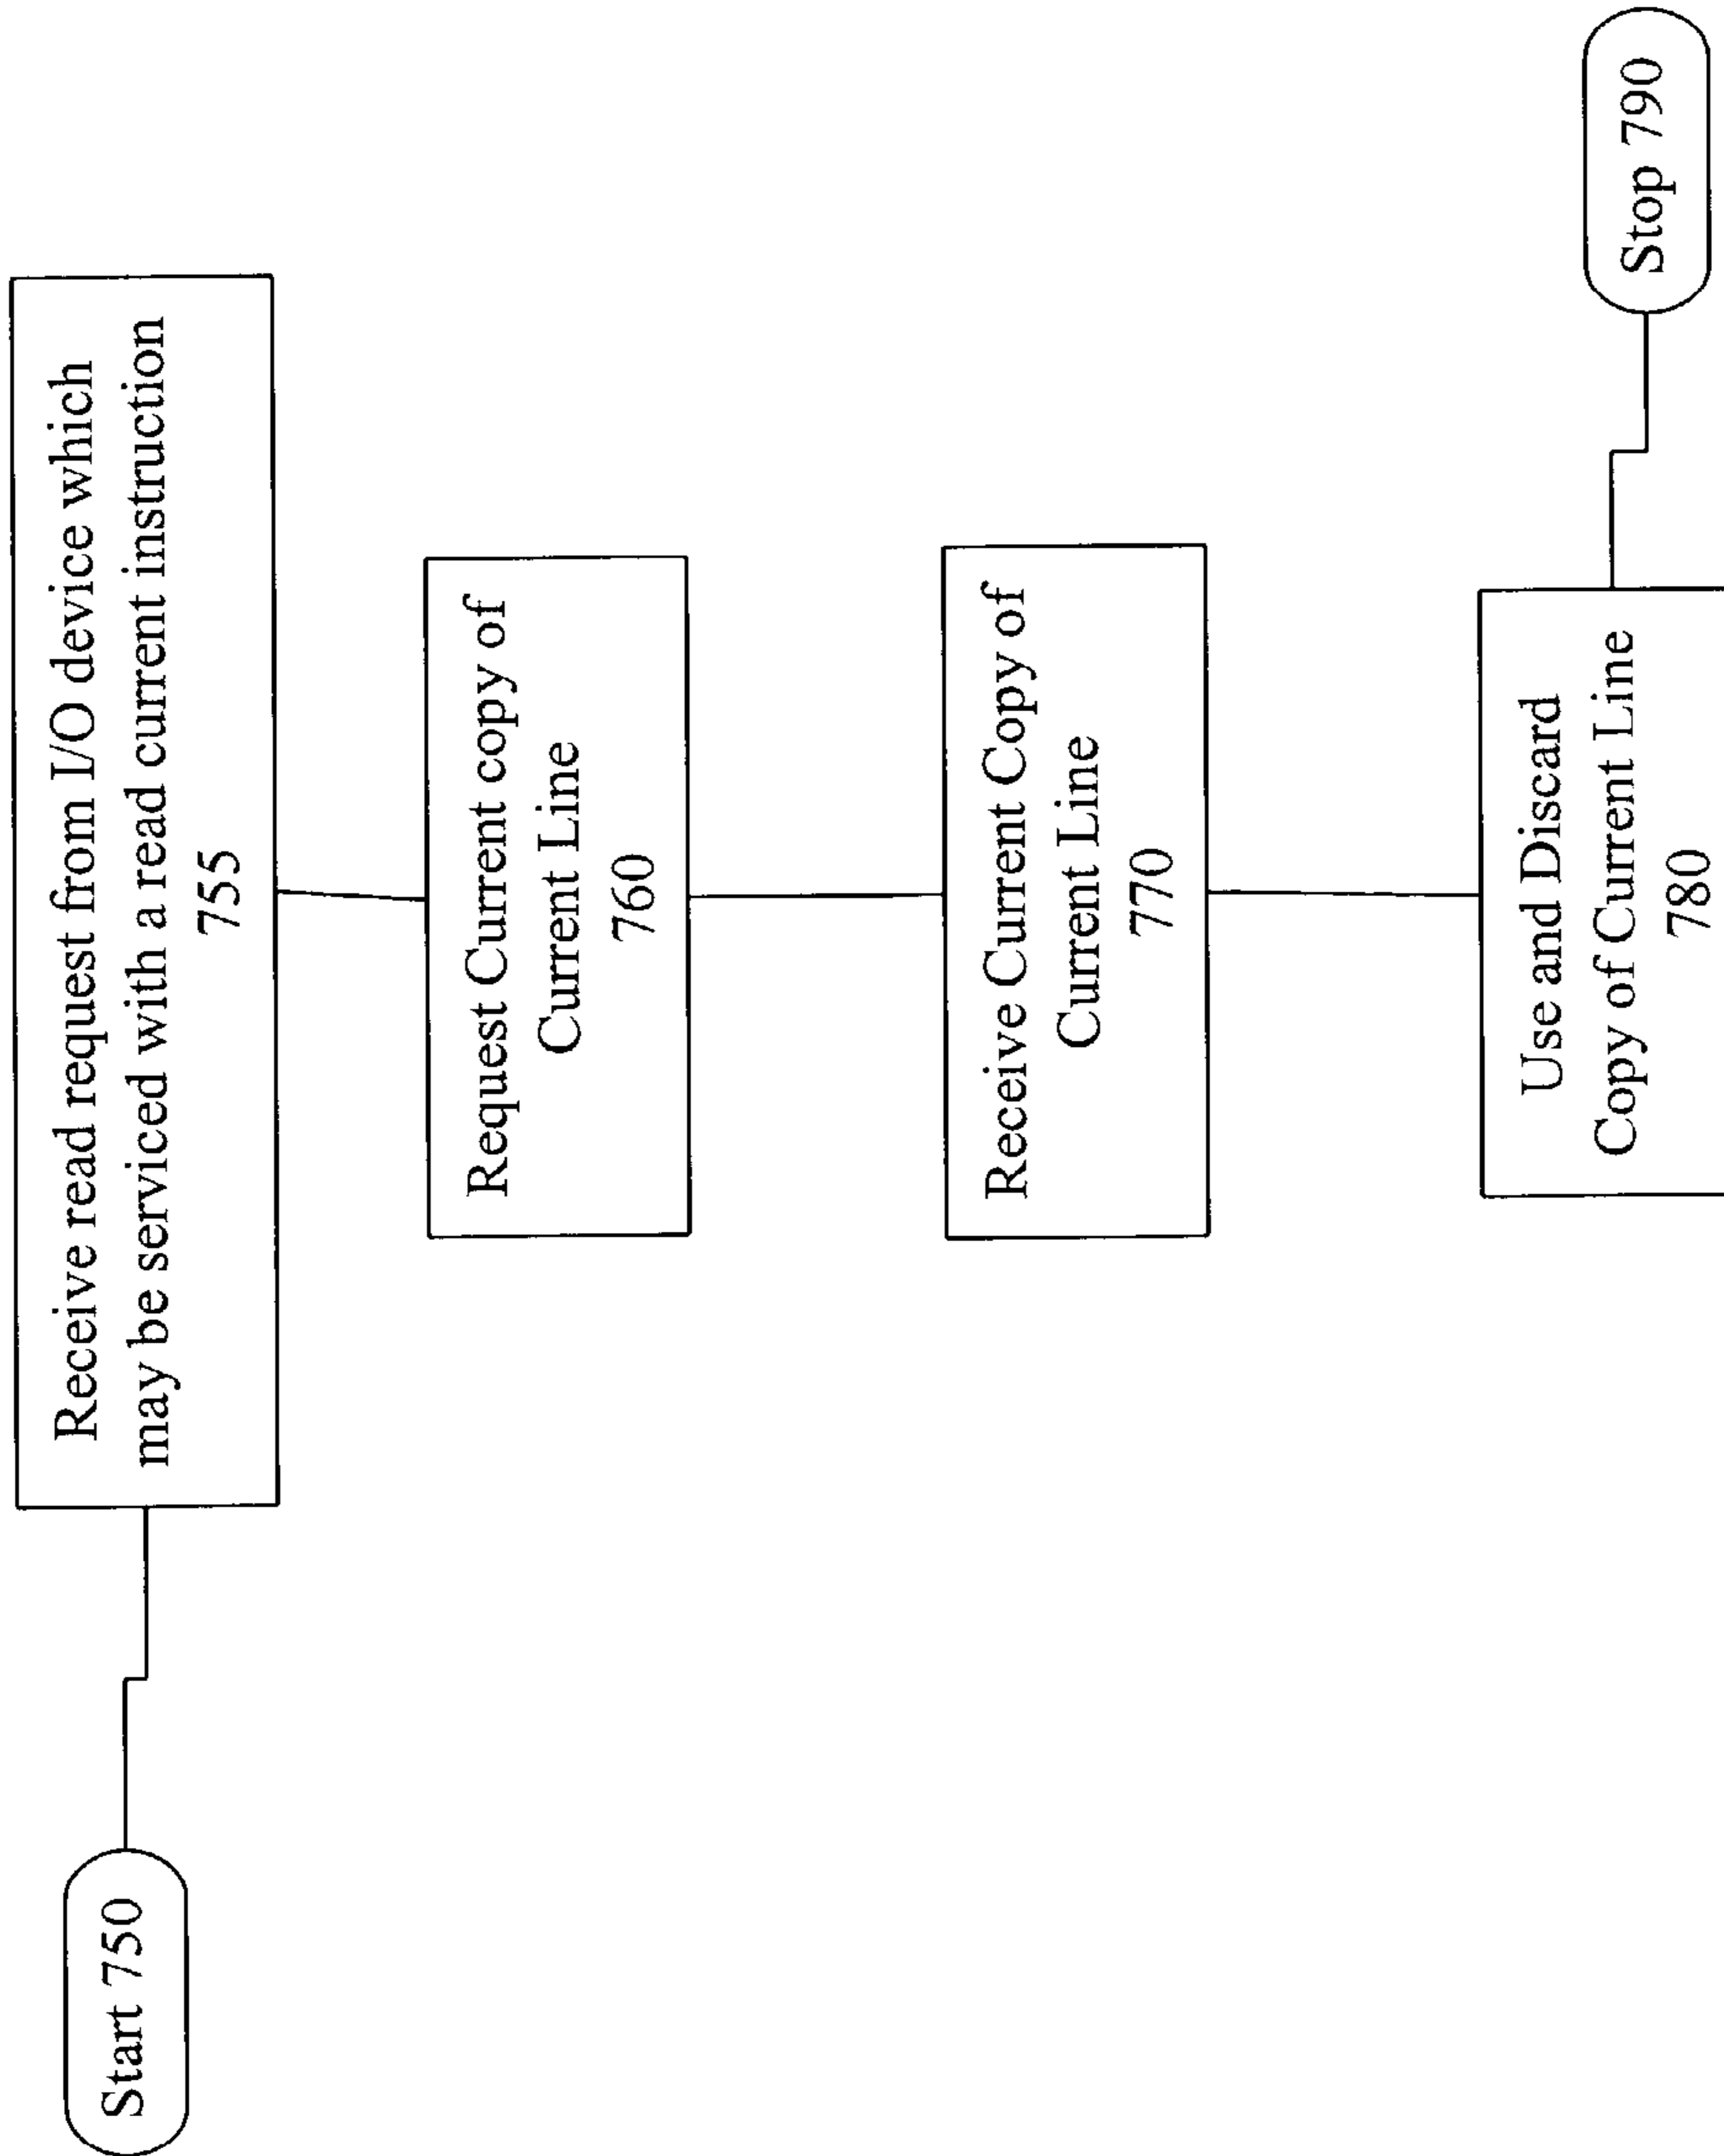 Start 750
Receive read request from I/O device which
may be serviced with a read current instruction
755
Request Current copy of
Current Line
760
Receive Current Copy of
Current Line
770
Use and Discard
Copy of Current Line
780
Stop 790